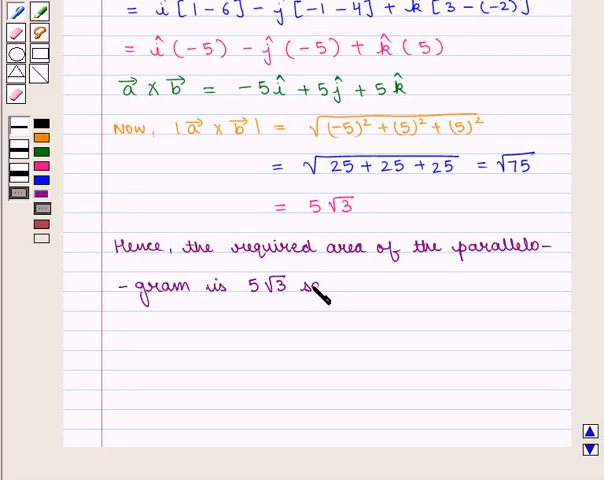 = î [1 - 6] - ĵ [-1 - 4] + k̂ [3 - (-2)]
= î (-5) - ĵ (-5) + k̂ (5)
a⃗ × b⃗ = -5î + 5ĵ + 5k̂
Now, |a⃗ × b⃗| = √(-5)² + (5)² + (5)²
= √25 + 25 + 25 = √75
= 5√3
Hence, the required area of the parallelo-
-gram is 5√3 s